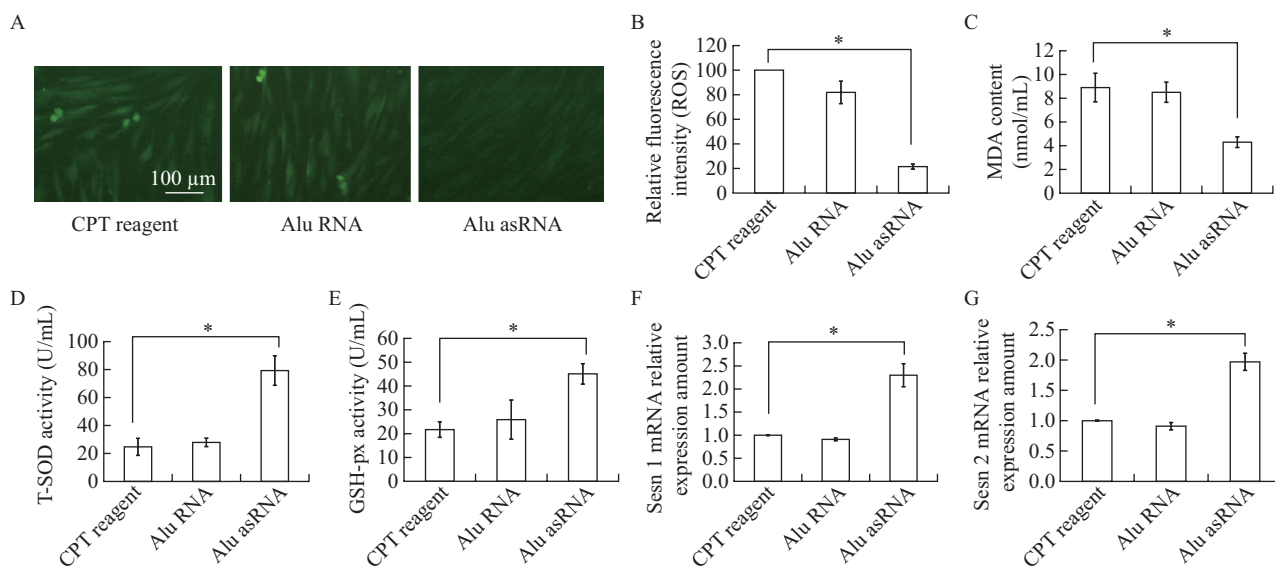 A
100 µm
CPT reagent
Alu RNA
Alu asRNA
B
Relative fluorescence
intensity (ROS)
120
100
80
60
40
20
0
*
CPT reagent
Alu RNA
Alu asRNA
C
MDA content
(nmol/mL)
12
10
8
6
4
2
0
*
CPT reagent
Alu RNA
Alu asRNA
D
T-SOD activity (U/mL)
100
80
60
40
20
0
*
CPT reagent
Alu RNA
Alu asRNA
E
GSH-px activity (U/mL)
60
50
40
30
20
10
0
*
CPT reagent
Alu RNA
Alu asRNA
F
Sesn 1 mRNA relative
expression amount
3.0
2.5
2.0
1.5
1.0
0.5
0
*
CPT reagent
Alu RNA
Alu asRNA
G
Sesn 2 mRNA relative
expression amount
2.5
2.0
1.5
1.0
0.5
0
*
CPT reagent
Alu RNA
Alu asRNA